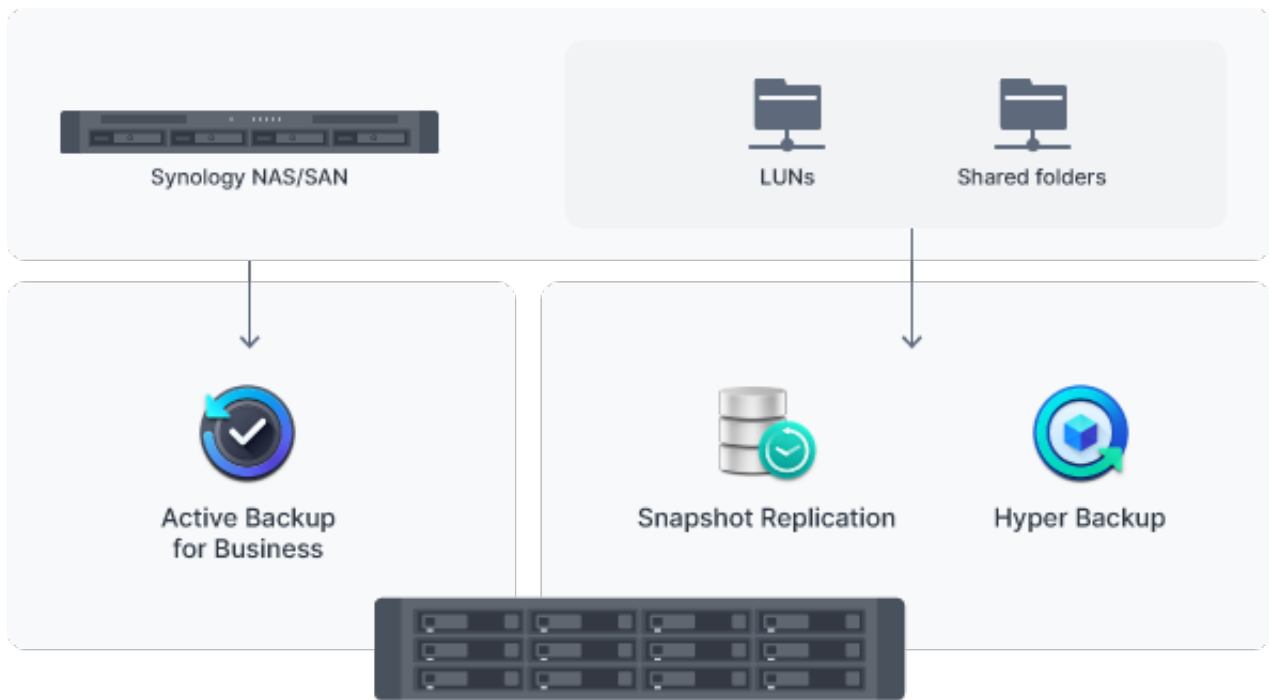 Synology NAS/SAN
LUNs
Shared folders
Active Backup
for Business
Snapshot Replication
Hyper Backup